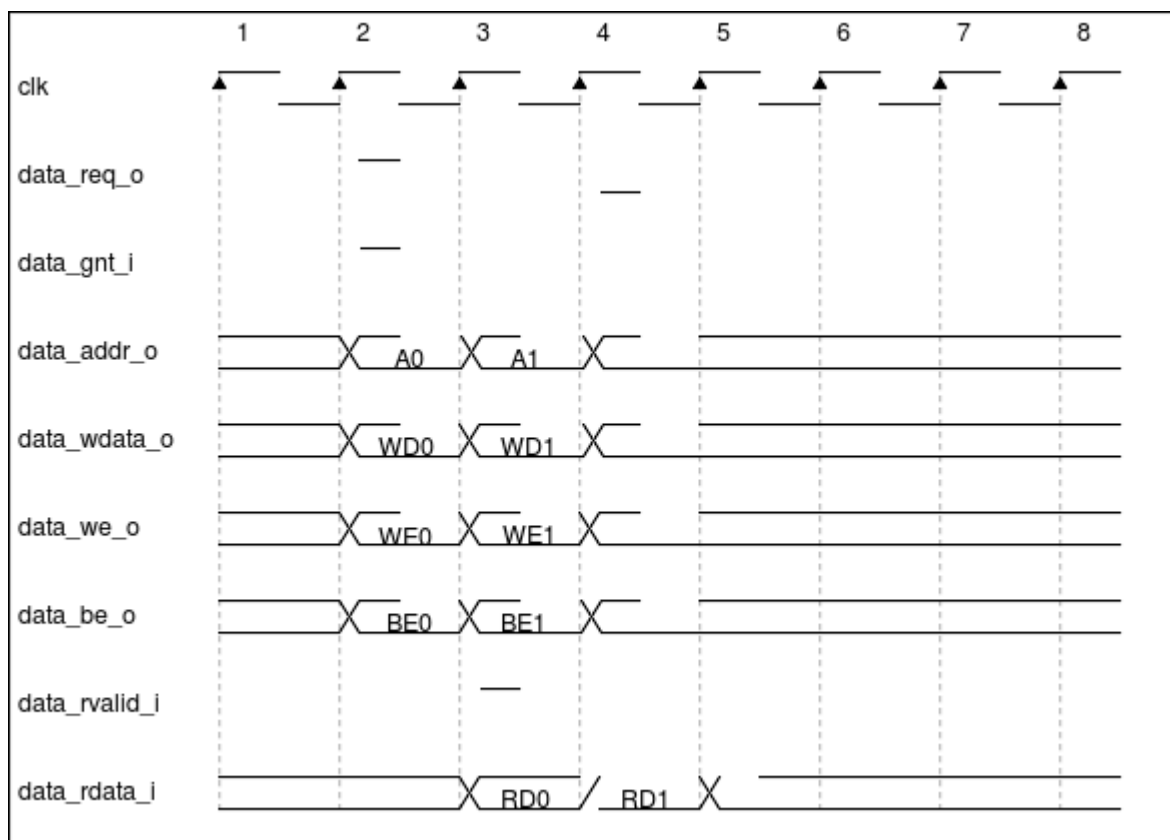 1 2 3 4 5 6 7 8
clk
data_req_o
data_gnt_i
data_addr_o A0 A1
data_wdata_o WD0 WD1
data_we_o WE0 WE1
data_be_o BE0 BE1
data_rvalid_i
data_rdata_i RD0 RD1